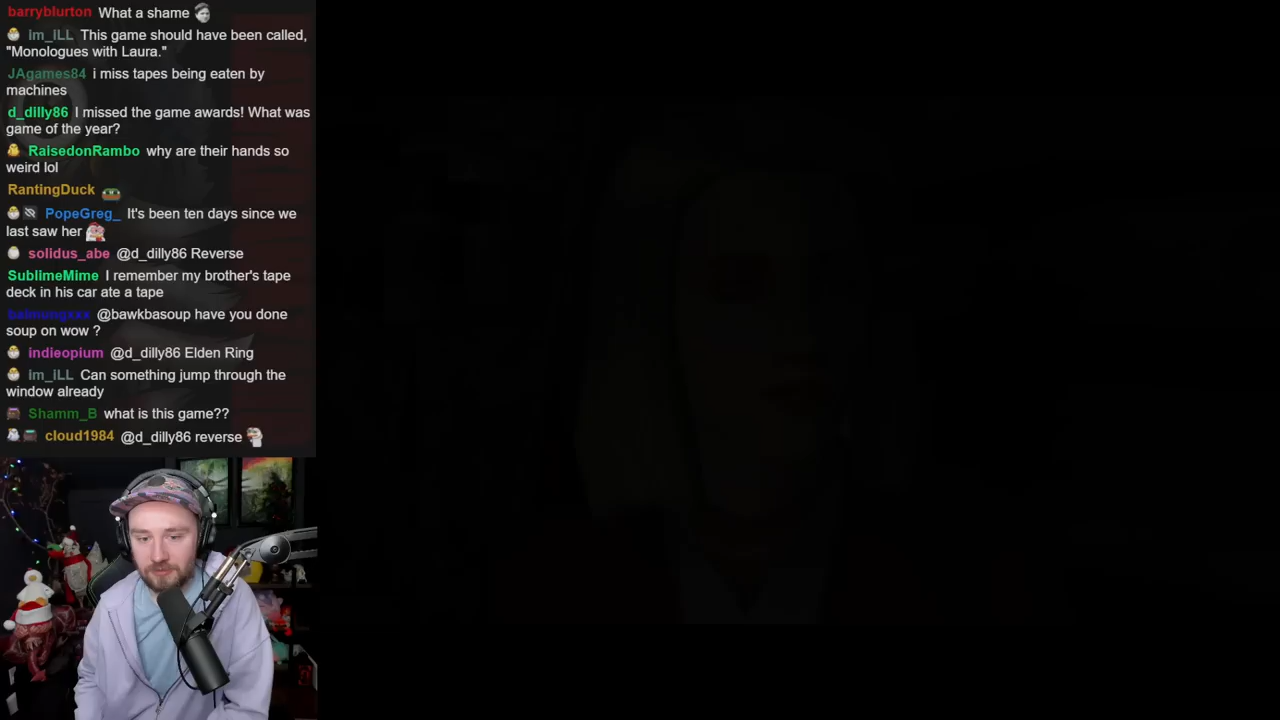 barryblurton What a shame
Im_iLL This game should have been called,
"Monologues with Laura."
JAgames84 i miss tapes being eaten by
machines
d_dilly86 I missed the game awards! What was
game of the year?
RaisedonRambo why are their hands so
weird lol
RantingDuck
PopeGreg_ It's been ten days since we
last saw her
solidus_abe @d_dilly86 Reverse
SublimeMime I remember my brother's tape
deck in his car ate a tape
@bawkbasoup have you done
soup on wow ?
indieopium @d_dilly86 Elden Ring
Im_iLL Can something jump through the
window already
Shamm_B what is this game??
cloud1984 @d_dilly86 reverse